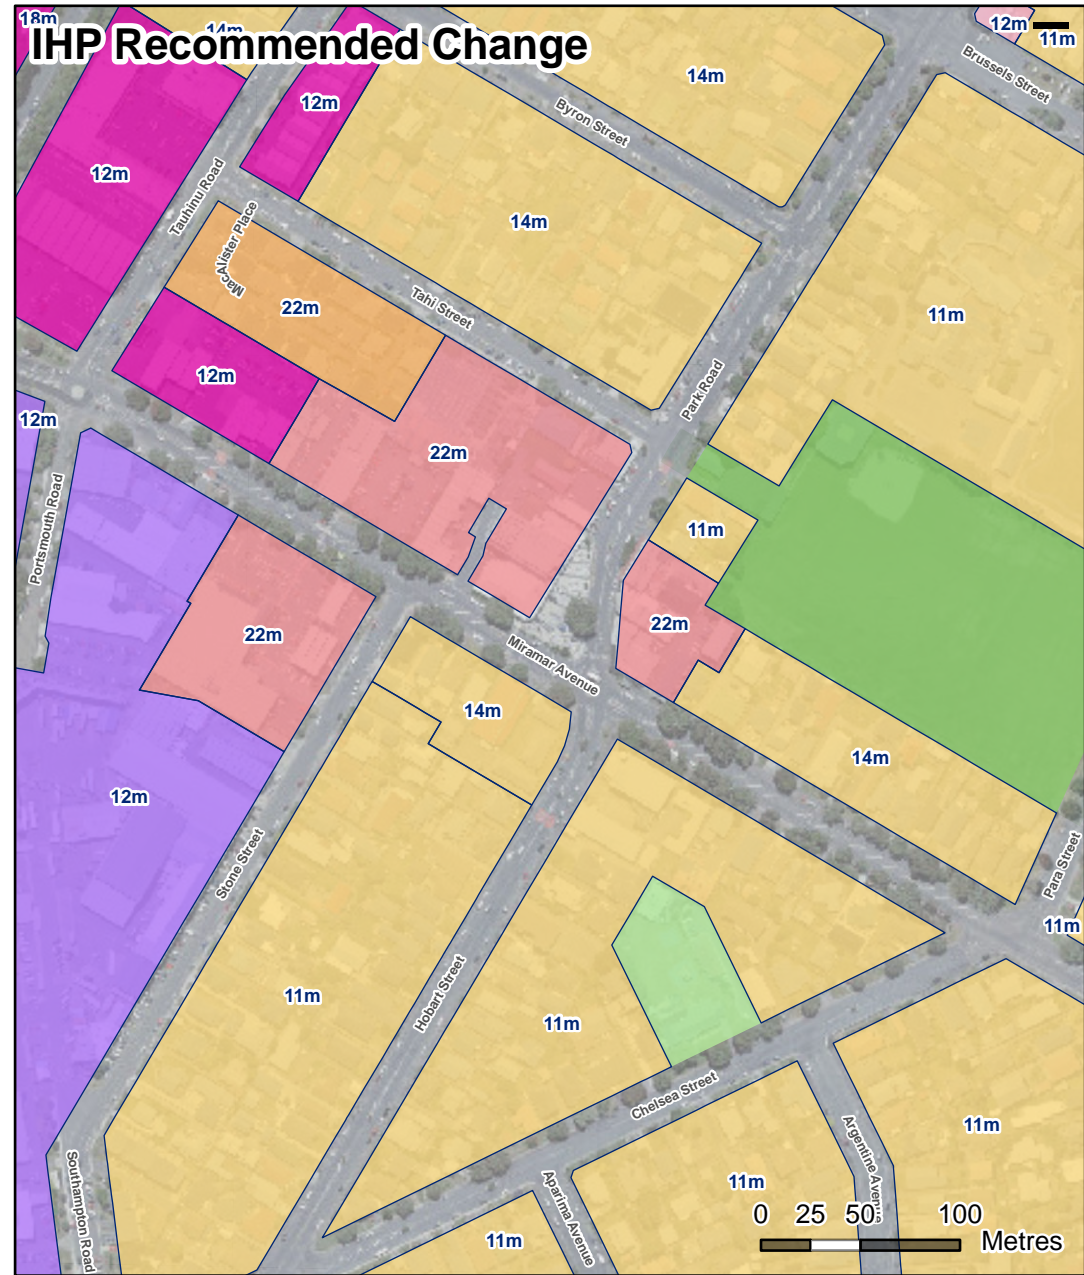 18m
14m
12m
11m
IHP Recommended Change
Brussels Street
14m
12m
Byron Street
12m
Tauhinu Road
14m
MacAlister Place
22m
Tahi Street
11m
12m
Park Road
12m
22m
Portsmouth Road
11m
22m
22m
Miramar Avenue
14m
14m
12m
Stone Street
Para Street
11m
11m
Hobart Street
11m
Chelsea Street
11m
Argentine Avenue
11m
Southampton Road
Aparima Avenue
11m
0 25 50 100
Metres